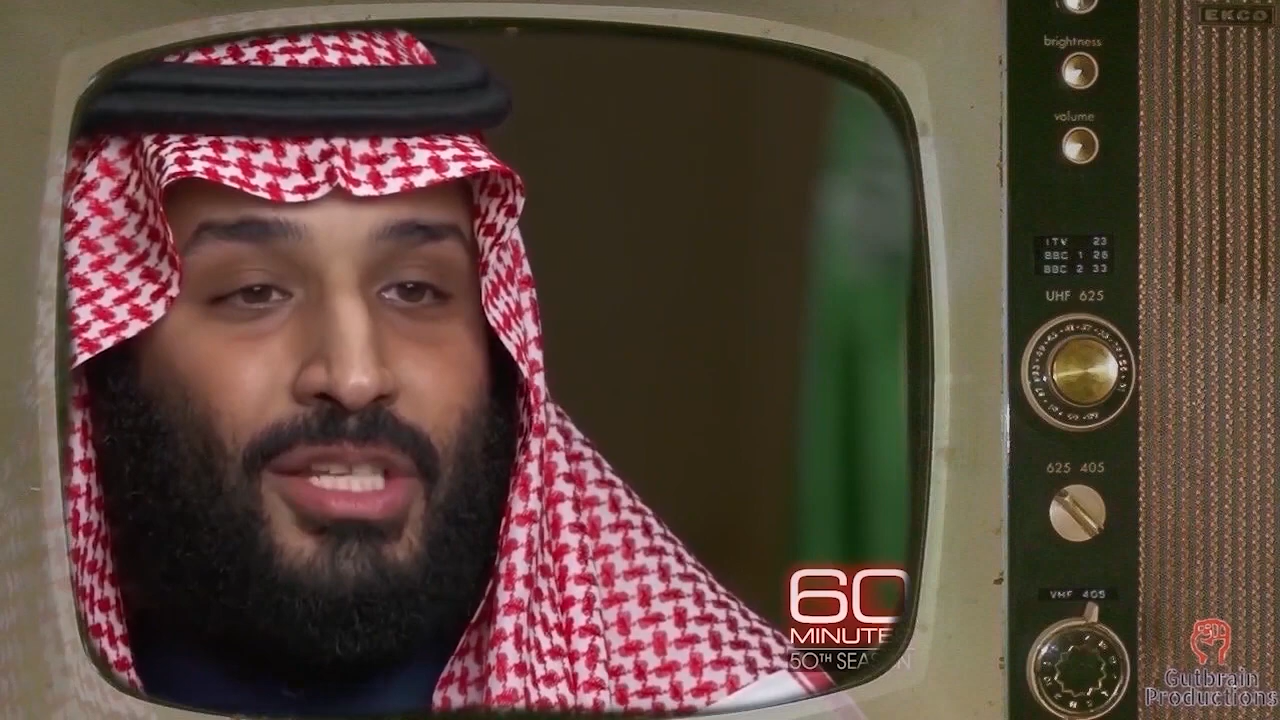 EKCO
brightness
volume
ITV 23
BBC 1 26
BBC 2 33
UHF 625
625 405
VHF 405
60
MINUTE
50TH SEASON
Gutbrain
Productions